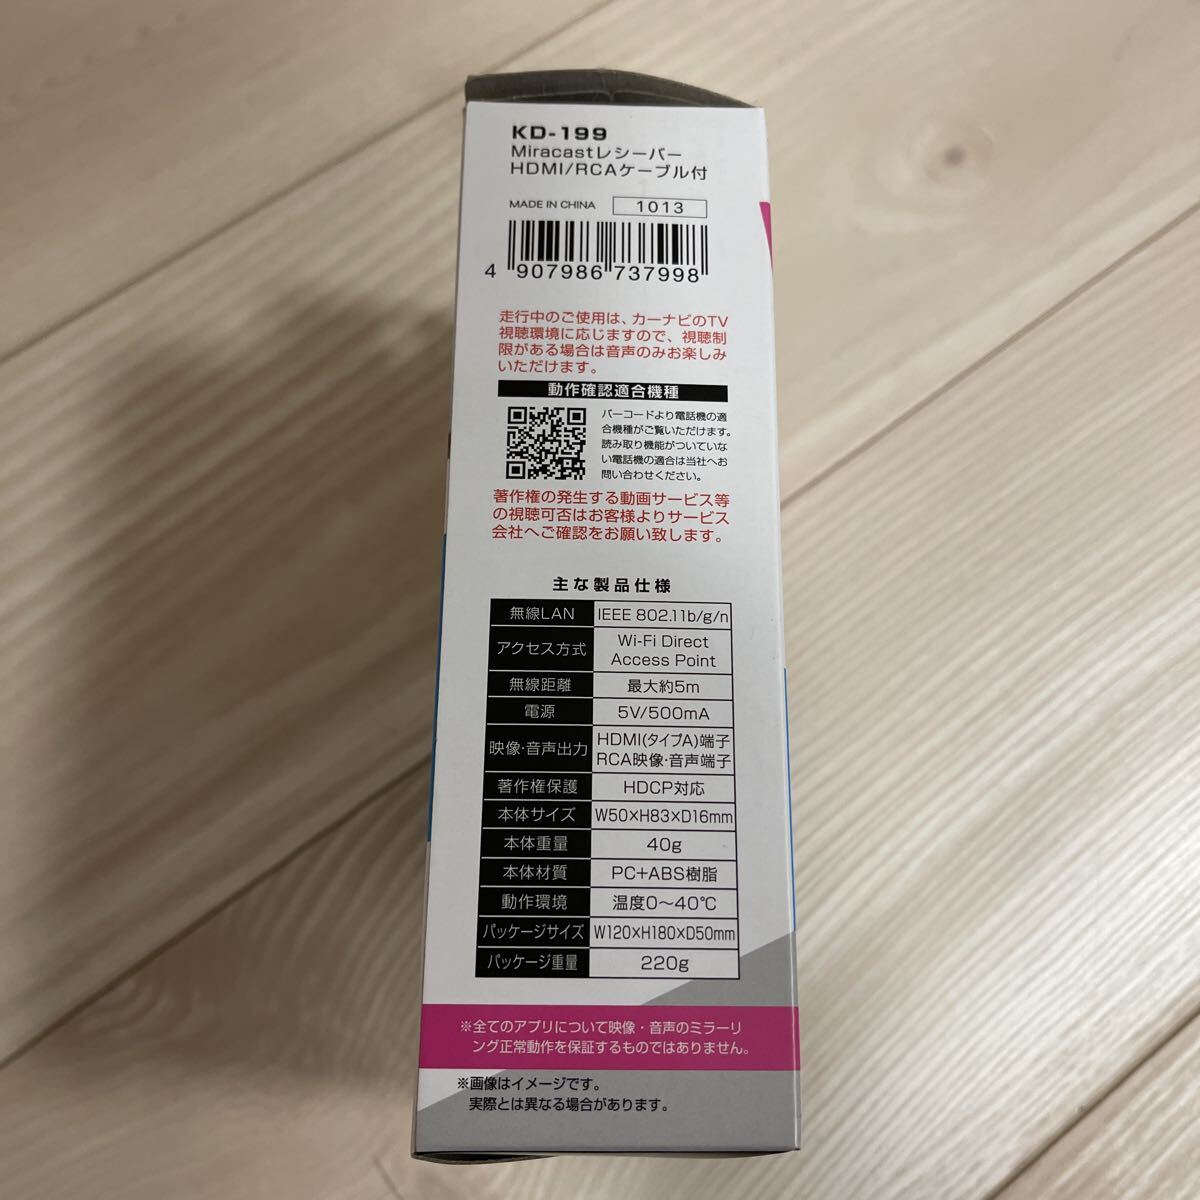 KD-199
Miracastレシーバー
HDMI/RCAケーブル付
MADE IN CHINA 1013
4 907986 737998
走行中のご使用は、カーナビのTV
視聴環境に応じますので、視聴制
限がある場合は音声のみお楽しみ
いただけます。
動作確認適合機種
バーコードより電話機の適
合機種がご覧いただけます。
読み取り機能がついていな
い電話機の適合は当社へお
問い合わせください。
著作権の発生する動画サービス等
の視聴可否はお客様よりサービス
会社へご確認をお願い致します。
主な製品仕様
無線LAN IEEE 802.11b/g/n
アクセス方式 Wi-Fi Direct
Access Point
無線距離 最大約5m
電源 5V/500mA
映像・音声出力 HDMI(タイプA)端子
RCA映像・音声端子
著作権保護 HDCP対応
本体サイズ W50×H83×D16mm
本体重量 40g
本体材質 PC+ABS樹脂
動作環境 温度0～40℃
パッケージサイズ W120×H180×D50mm
パッケージ重量 220g
※全てのアプリについて映像・音声のミラーリ
ング正常動作を保証するものではありません。
※画像はイメージです。
実際とは異なる場合があります。